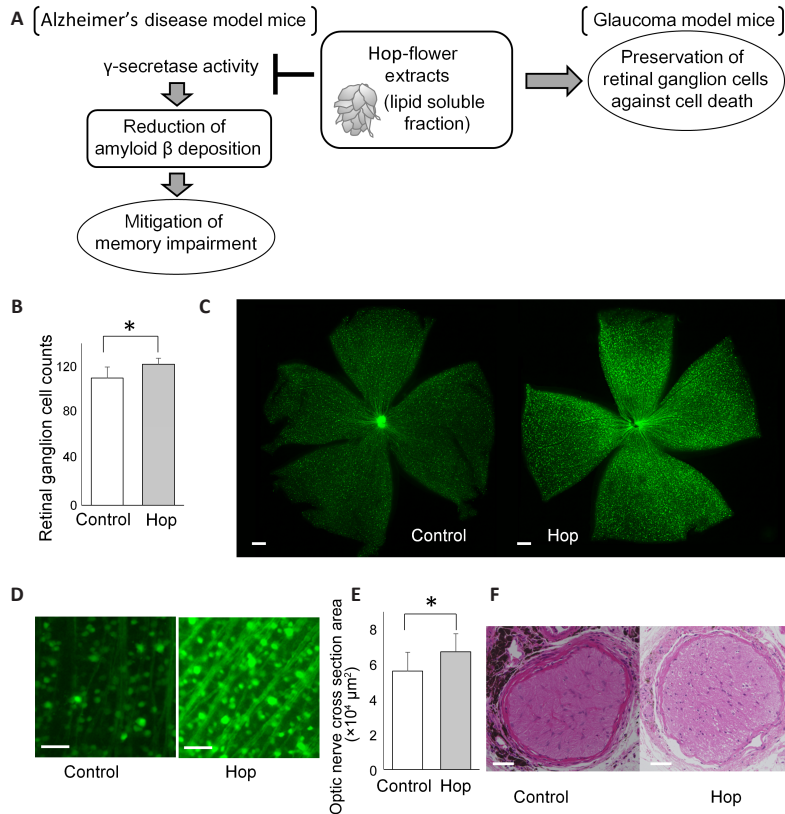 A
[Alzheimer's disease model mice]
γ-secretase activity
Reduction of
amyloid β deposition
Mitigation of
memory impairment
Hop-flower
extracts
(lipid soluble
fraction)
[Glaucoma model mice]
Preservation of
retinal ganglion cells
against cell death
B
Retinal ganglion cell counts
120
80
40
0
*
Control Hop
C
Control
Hop
D
Control
Hop
E
Optic nerve cross section area
(×10⁴ μm²)
8
6
4
2
0
*
Control Hop
F
Control
Hop